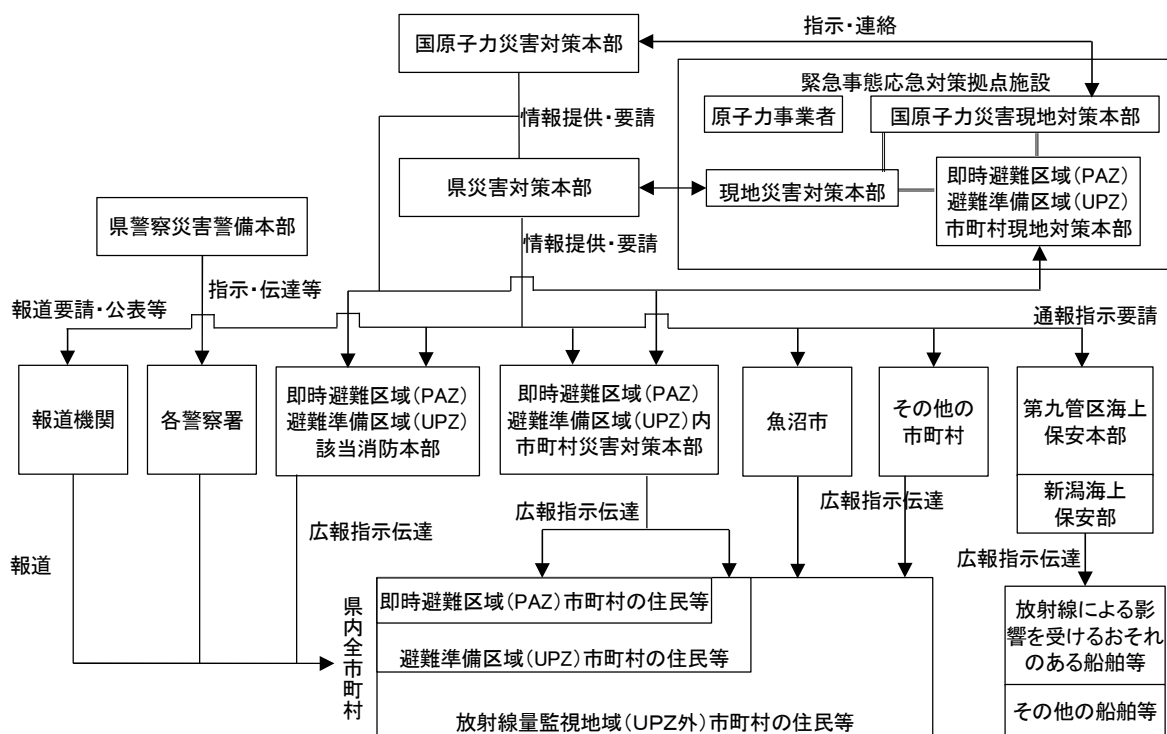 国原子力災害対策本部
指示・連絡
緊急事態応急対策拠点施設
原子力事業者
国原子力災害現地対策本部
情報提供・要請
県災害対策本部
現地災害対策本部
即時避難区域(PAZ)
避難準備区域(UPZ)
市町村現地対策本部
県警察災害警備本部
情報提供・要請
指示・伝達等
報道要請・公表等
通報指示要請
報道機関
各警察署
即時避難区域(PAZ)
避難準備区域(UPZ)
該当消防本部
即時避難区域(PAZ)
避難準備区域(UPZ)内
市町村災害対策本部
魚沼市
その他の
市町村
第九管区海上
保安本部
新潟海上
保安部
広報指示伝達
広報指示伝達
広報指示伝達
広報指示伝達
報道
県内全市町村
即時避難区域(PAZ)市町村の住民等
避難準備区域(UPZ)市町村の住民等
放射線量監視地域(UPZ外)市町村の住民等
放射線による影
響を受けるおそれ
のある船舶等
その他の船舶等